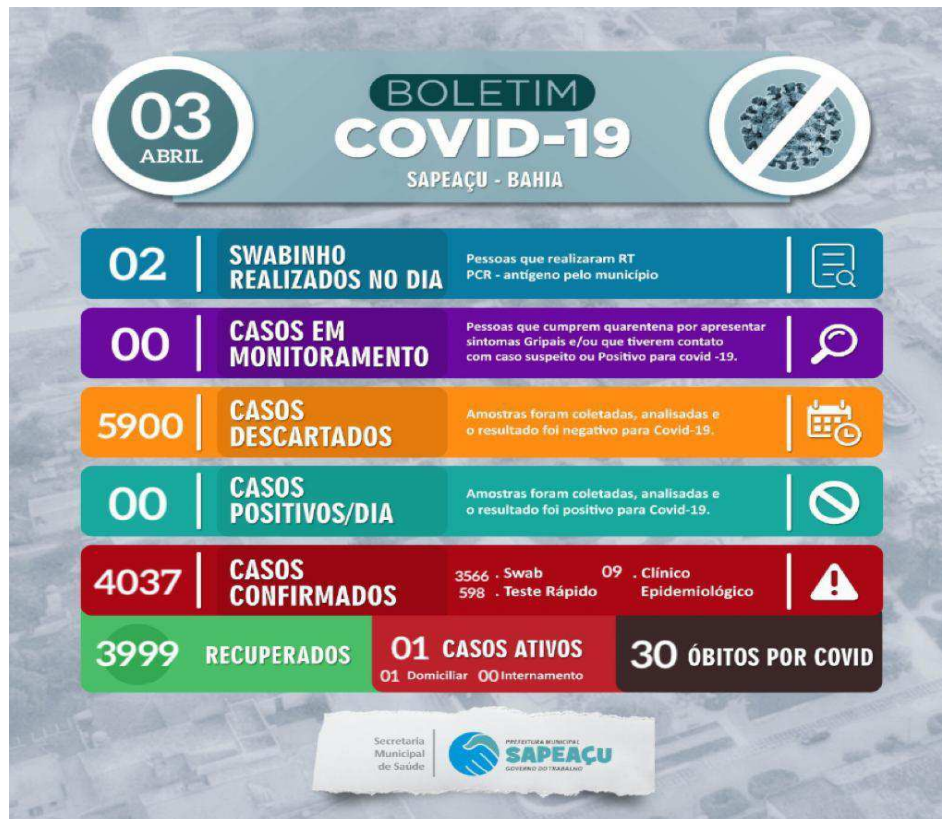 03
ABRIL
BOLETIM
COVID-19
SAPEAÇU - BAHIA
02
SWABINHO
REALIZADOS NO DIA
Pessoas que realizaram RT
PCR - antígeno pelo município
00
CASOS EM
MONITORAMENTO
Pessoas que cumprem quarentena por apresentar
sintomas Gripais e/ou que tiverem contato
com caso suspeito ou Positivo para covid -19.
5900
CASOS
DESCARTADOS
Amostras foram coletadas, analisadas e
o resultado foi negativo para Covid-19.
00
CASOS
POSITIVOS/DIA
Amostras foram coletadas, analisadas e
o resultado foi positivo para Covid-19.
4037
CASOS
CONFIRMADOS
3566 . Swab
598 . Teste Rápido
09 . Clínico
Epidemiológico
3999 RECUPERADOS
01 CASOS ATIVOS
01 Domiciliar 00 Internamento
30 ÓBITOS POR COVID
Secretaria
Municipal
de Saúde
PREFEITURA MUNICIPAL
SAPEAÇU
GOVERNO DO TRABALHO